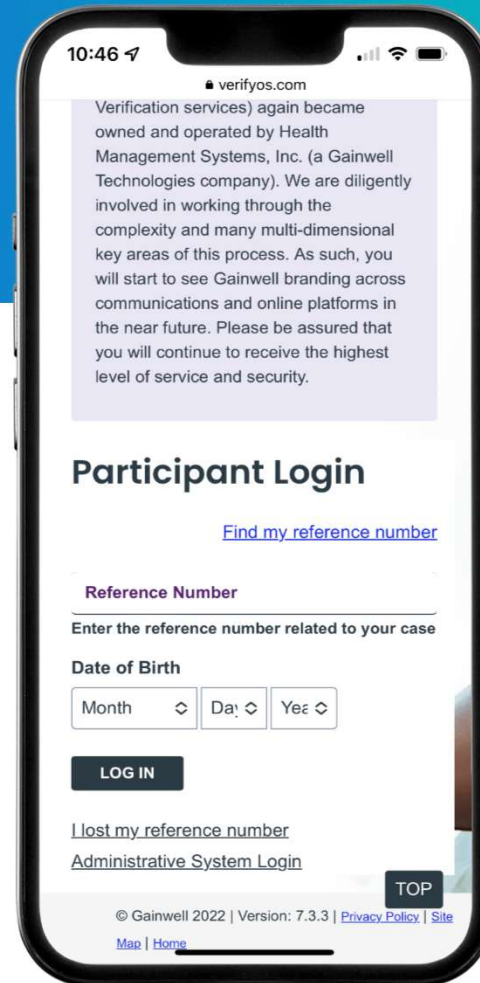 10:46
verifyos.com
Verification services) again became
owned and operated by Health
Management Systems, Inc. (a Gainwell
Technologies company). We are diligently
involved in working through the
complexity and many multi-dimensional
key areas of this process. As such, you
will start to see Gainwell branding across
communications and online platforms in
the near future. Please be assured that
you will continue to receive the highest
level of service and security.
Participant Login
Find my reference number
Reference Number
Enter the reference number related to your case
Date of Birth
Month Day Yea
LOG IN
I lost my reference number
Administrative System Login
TOP
© Gainwell 2022 | Version: 7.3.3 | Privacy Policy | Site
Map | Home